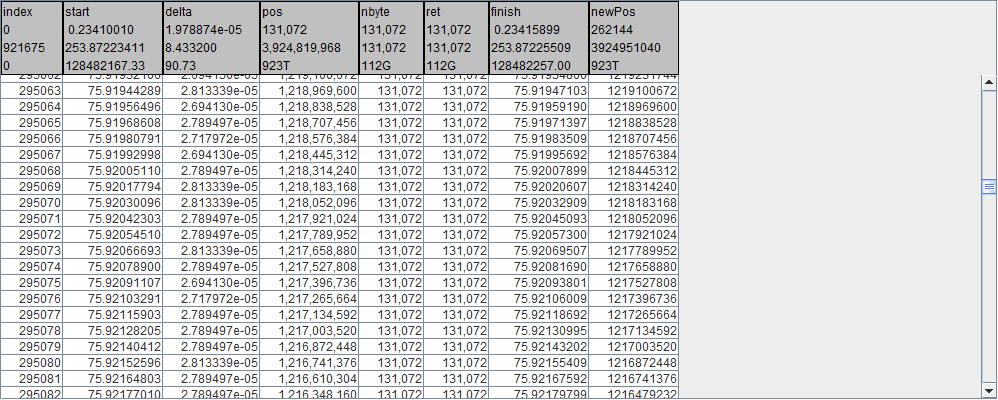 index start delta pos nbyte ret finish newPos
0 0.23410010 1.978874e-05 131,072 131,072 131,072 0.23415899 262144
921675 253.87223411 8.433200 3,924,819,968 131,072 131,072 253.87225509 3924951040
0 128482167.33 90.73 923T 112G 112G 128482257.00 923T
295063 75.91944289 2.813339e-05 1,218,969,600 131,072 131,072 75.91947103 1219100672
295064 75.91956496 2.694130e-05 1,218,838,528 131,072 131,072 75.91959190 1218969600
295065 75.91968608 2.789497e-05 1,218,707,456 131,072 131,072 75.91971397 1218838528
295066 75.91980791 2.717972e-05 1,218,576,384 131,072 131,072 75.91983509 1218707456
295067 75.91992998 2.694130e-05 1,218,445,312 131,072 131,072 75.91995692 1218576384
295068 75.92005110 2.789497e-05 1,218,314,240 131,072 131,072 75.92007899 1218445312
295069 75.92017794 2.813339e-05 1,218,183,168 131,072 131,072 75.92020607 1218314240
295070 75.92030096 2.813339e-05 1,218,052,096 131,072 131,072 75.92032909 1218183168
295071 75.92042303 2.789497e-05 1,217,921,024 131,072 131,072 75.92045093 1218052096
295072 75.92054510 2.789497e-05 1,217,789,952 131,072 131,072 75.92057300 1217921024
295073 75.92066693 2.813339e-05 1,217,658,880 131,072 131,072 75.92069507 1217789952
295074 75.92078900 2.789497e-05 1,217,527,808 131,072 131,072 75.92081690 1217658880
295075 75.92091107 2.694130e-05 1,217,396,736 131,072 131,072 75.92093801 1217527808
295076 75.92103291 2.717972e-05 1,217,265,664 131,072 131,072 75.92106009 1217396736
295077 75.92115903 2.789497e-05 1,217,134,592 131,072 131,072 75.92118692 1217265664
295078 75.92128205 2.789497e-05 1,217,003,520 131,072 131,072 75.92130995 1217134592
295079 75.92140412 2.789497e-05 1,216,872,448 131,072 131,072 75.92143202 1217003520
295080 75.92152596 2.813339e-05 1,216,741,376 131,072 131,072 75.92155409 1216872448
295081 75.92164803 2.789497e-05 1,216,610,304 131,072 131,072 75.92167592 1216741376
295082 75.92177010 2.789497e-05 1,216,348,160 131,072 131,072 75.92179799 1216479232